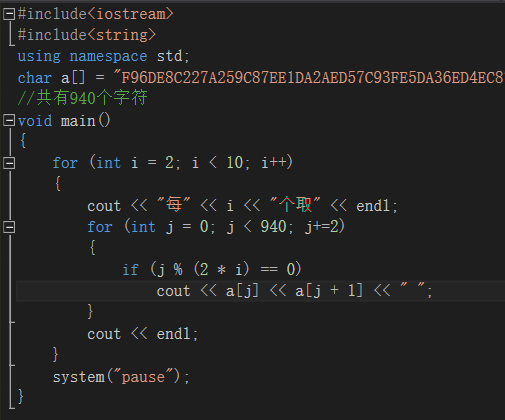 #include<iostream>
#include<string>
using namespace std;
char a[] = "F96DE8C227A259C87EE1DA2AED57C93FE5DA36ED4EC8
//共有940个字符
void main()
{
for (int i = 2; i < 10; i++)
{
cout << "每" << i << "个取" << endl;
for (int j = 0; j < 940; j+=2)
{
if (j % (2 * i) == 0)
cout << a[j] << a[j + 1] << " ";
}
cout << endl;
}
system("pause");
}